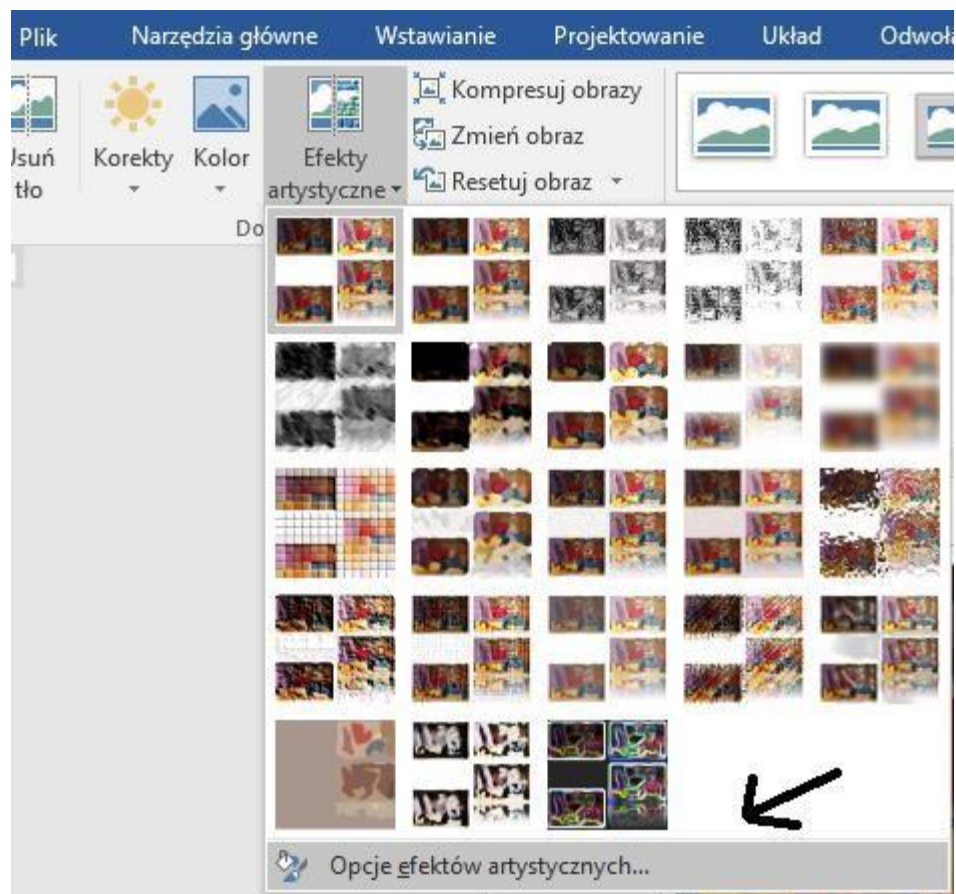 Plik Narzędzia główne Wstawianie Projektowanie Układ
Kompresuj obrazy
Zmień obraz
Resetuj obraz
tło
Korekty
Kolor
Efekty
artystyczne
Opcje efektów artystycznych...